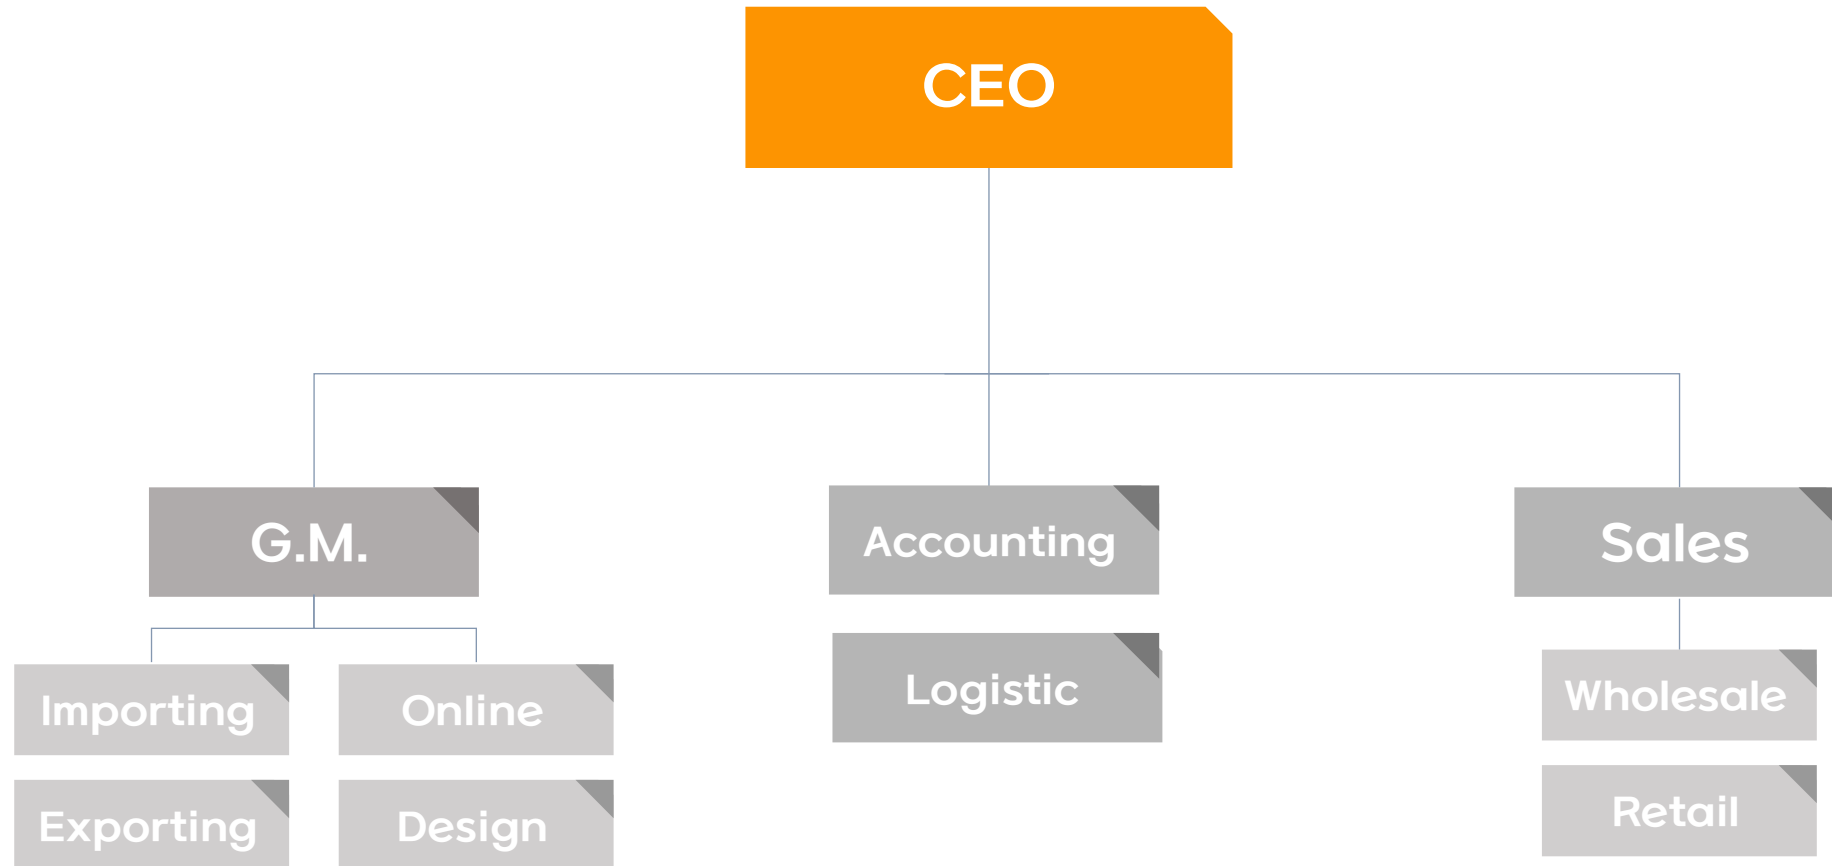 CEO
G.M.
Accounting
Sales
Logistic
Importing
Online
Wholesale
Exporting
Design
Retail